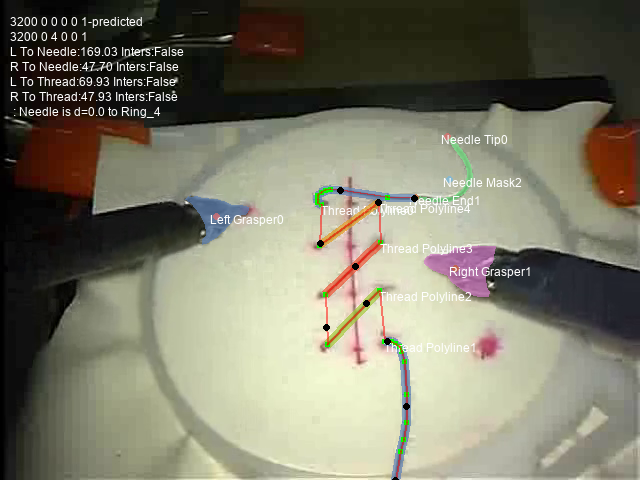 3200 0 0 0 0 1-predicted
3200 0 4 0 0 1
L To Needle:169.03 Inters:False
R To Needle:47.70 Inters:False
L To Thread:69.93 Inters:False
R To Thread:47.93 Inters:False
: Needle is d=0.0 to Ring_4
Needle Tip0
Needle Mask2
Needle End1
Thread Polyline4
Left Grasper0
Thread Polyline3
Right Grasper1
Thread Polyline2
Thread Polyline1